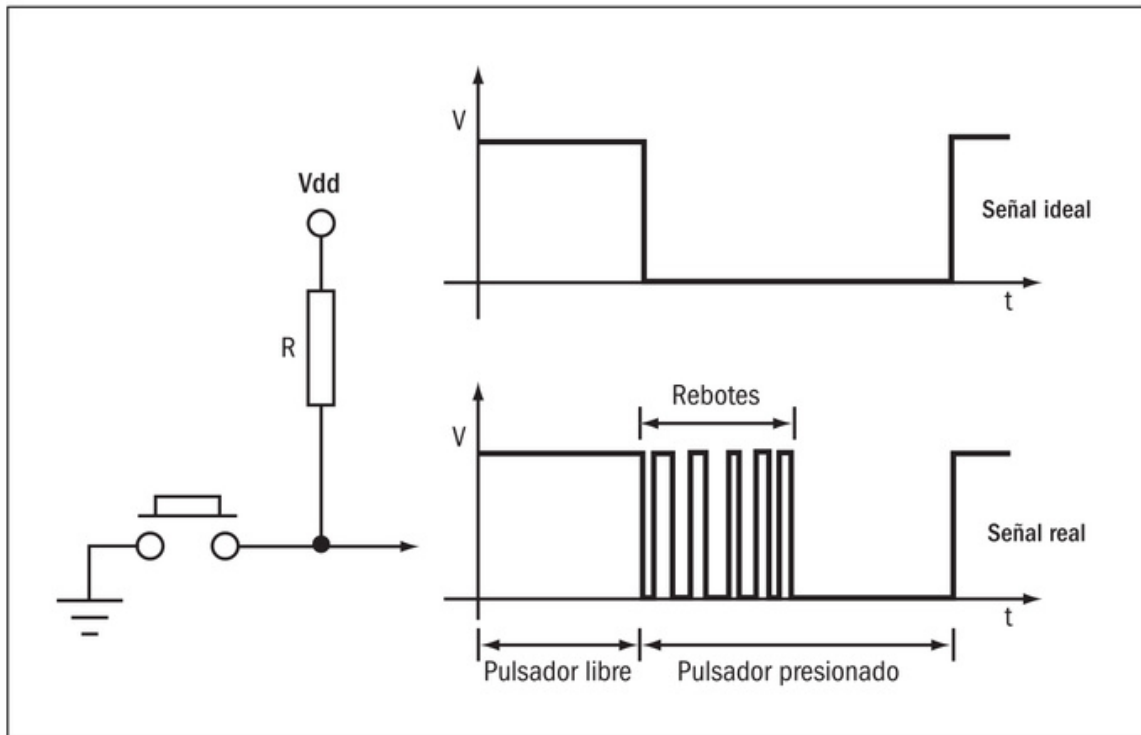 Vdd
R
V
Señal ideal
t
Rebotes
V
Señal real
t
Pulsador libre
Pulsador presionado